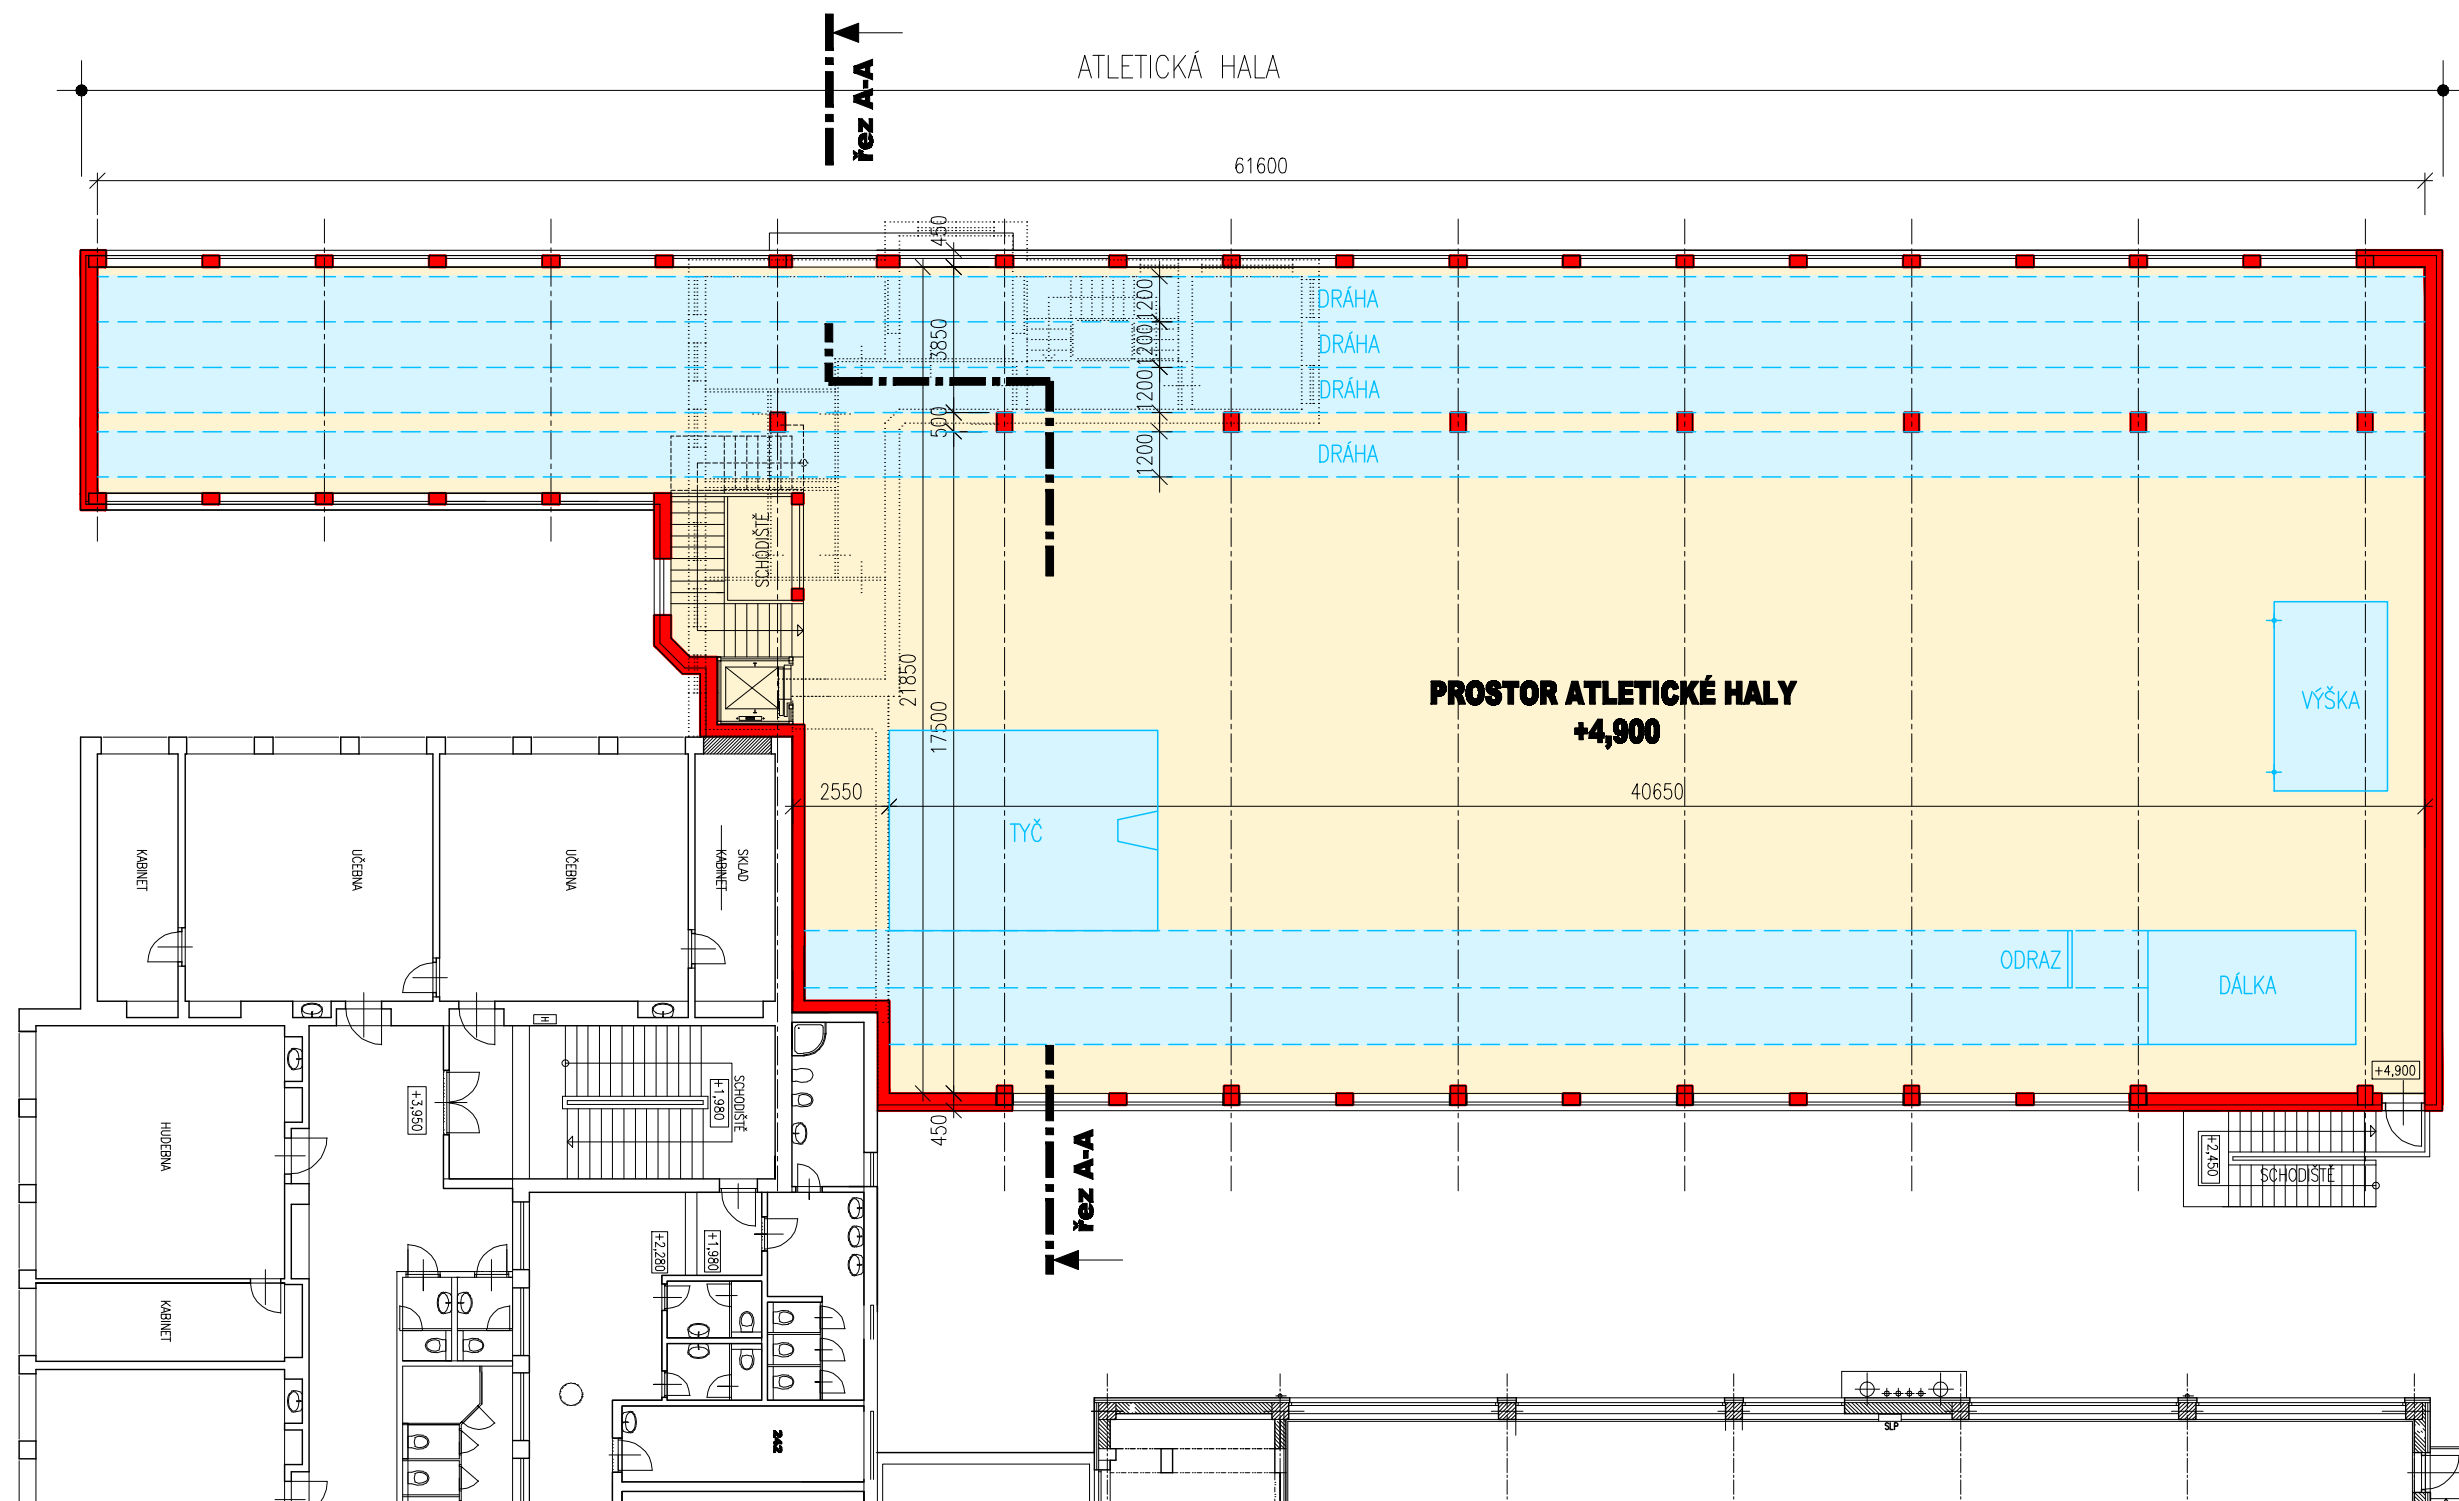 ATLETICKÁ HALA
řez A-A
61600
450
3850
500
1200
1200
1200
1200
DRÁHA
DRÁHA
DRÁHA
DRÁHA
SCHODIŠTĚ
21850
17500
PROSTOR ATLETICKÉ HALY
+4,900
VÝŠKA
2550
40650
TYČ
ODRAZ
DÁLKA
KABINET
UČEBNA
UČEBNA
KABINET
SKLAD
H
+4,900
450
řez A-A
+2,450
SCHODIŠTĚ
+3,950
+1,980
SCHODIŠTĚ
HUDEBNA
+2,280
+1,980
KABINET
242
SLP